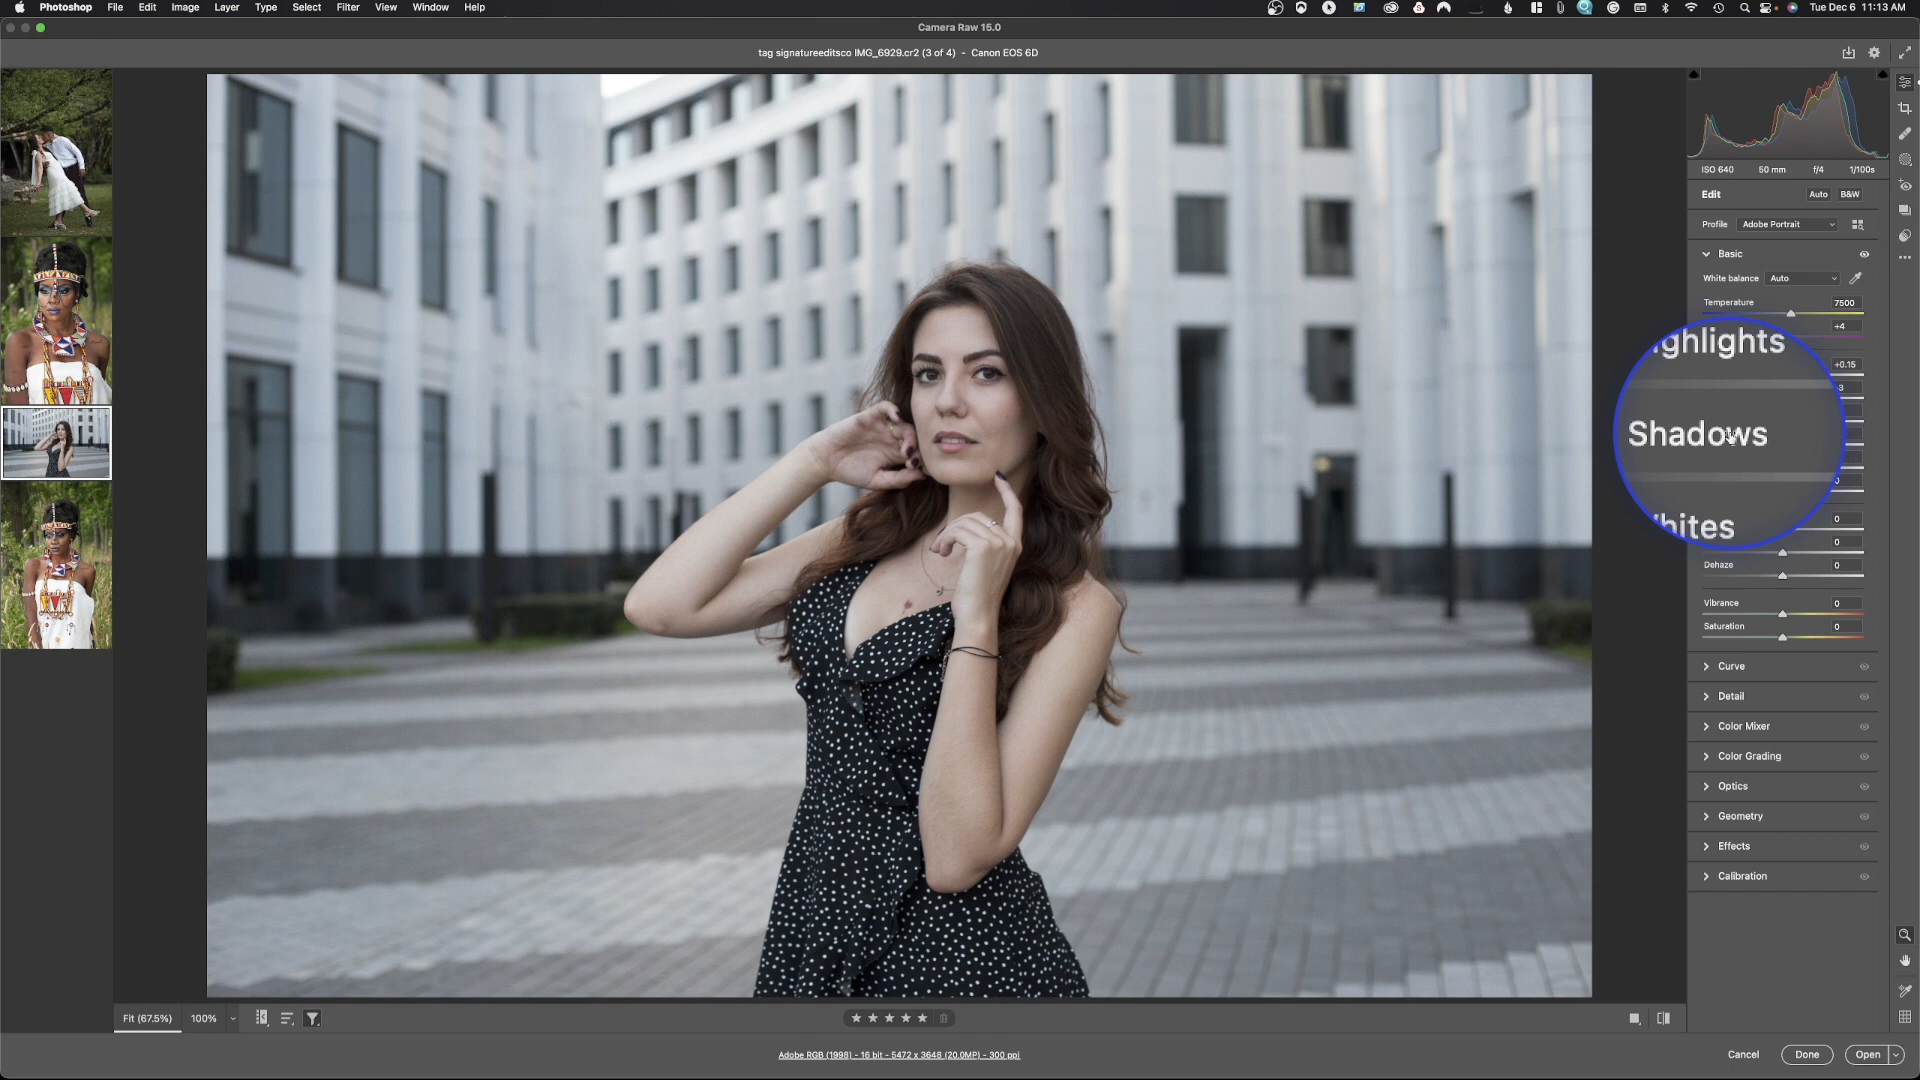 Photoshop File Edit Image Layer Type Select Filter View Window Help Tue Dec 6 11:13 AM
Camera Raw 15.0
tag signatureeditsco IMG_6929.cr2 (3 of 4) - Canon EOS 6D
ISO 640 50 mm f/4 1/100s
Edit Auto B&W
Profile Adobe Portrait
Basic
White balance Auto
Temperature 7500
+4
ghlights
+0.15
Shadows
0
hites
0
0
Dehaze 0
Vibrance 0
Saturation 0
Curve
Detail
Color Mixer
Color Grading
Optics
Geometry
Effects
Calibration
Fit (67.5%) 100%
Adobe RGB (1998) - 16 bit - 5472 x 3648 (20.0MP) - 300 ppi
Cancel Done Open